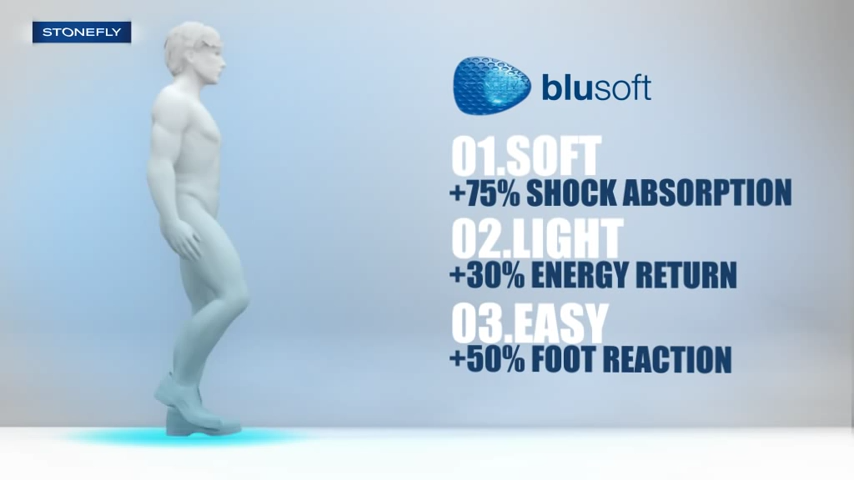 STONEFLY
blusoft
01.SOFT
+75% SHOCK ABSORPTION
02.LIGHT
+30% ENERGY RETURN
03.EASY
+50% FOOT REACTION